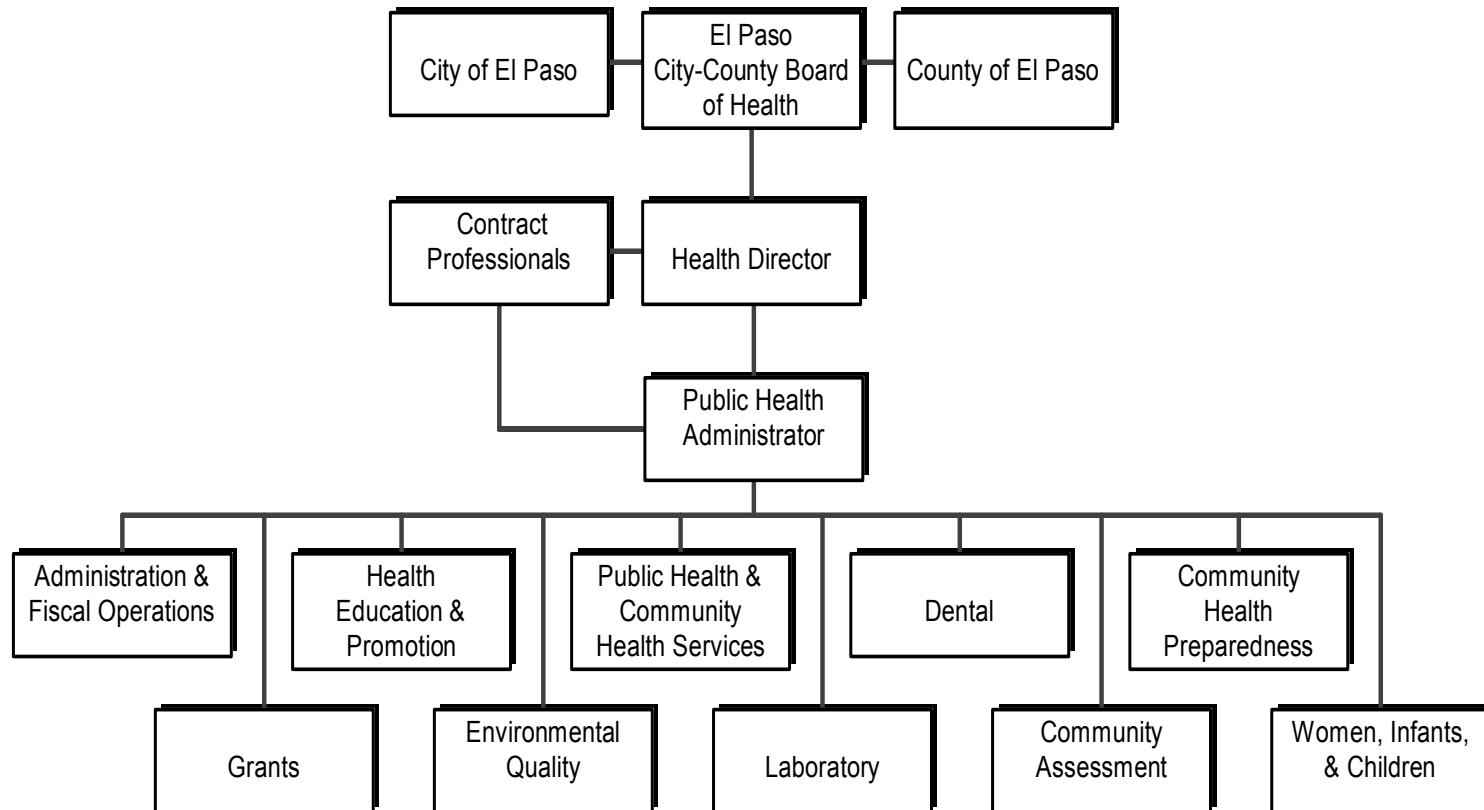 City of El Paso
El Paso
City-County Board
of Health
County of El Paso
Contract
Professionals
Health Director
Public Health
Administrator
Administration &
Fiscal Operations
Health
Education &
Promotion
Public Health &
Community
Health Services
Dental
Community
Health
Preparedness
Grants
Environmental
Quality
Laboratory
Community
Assessment
Women, Infants,
& Children